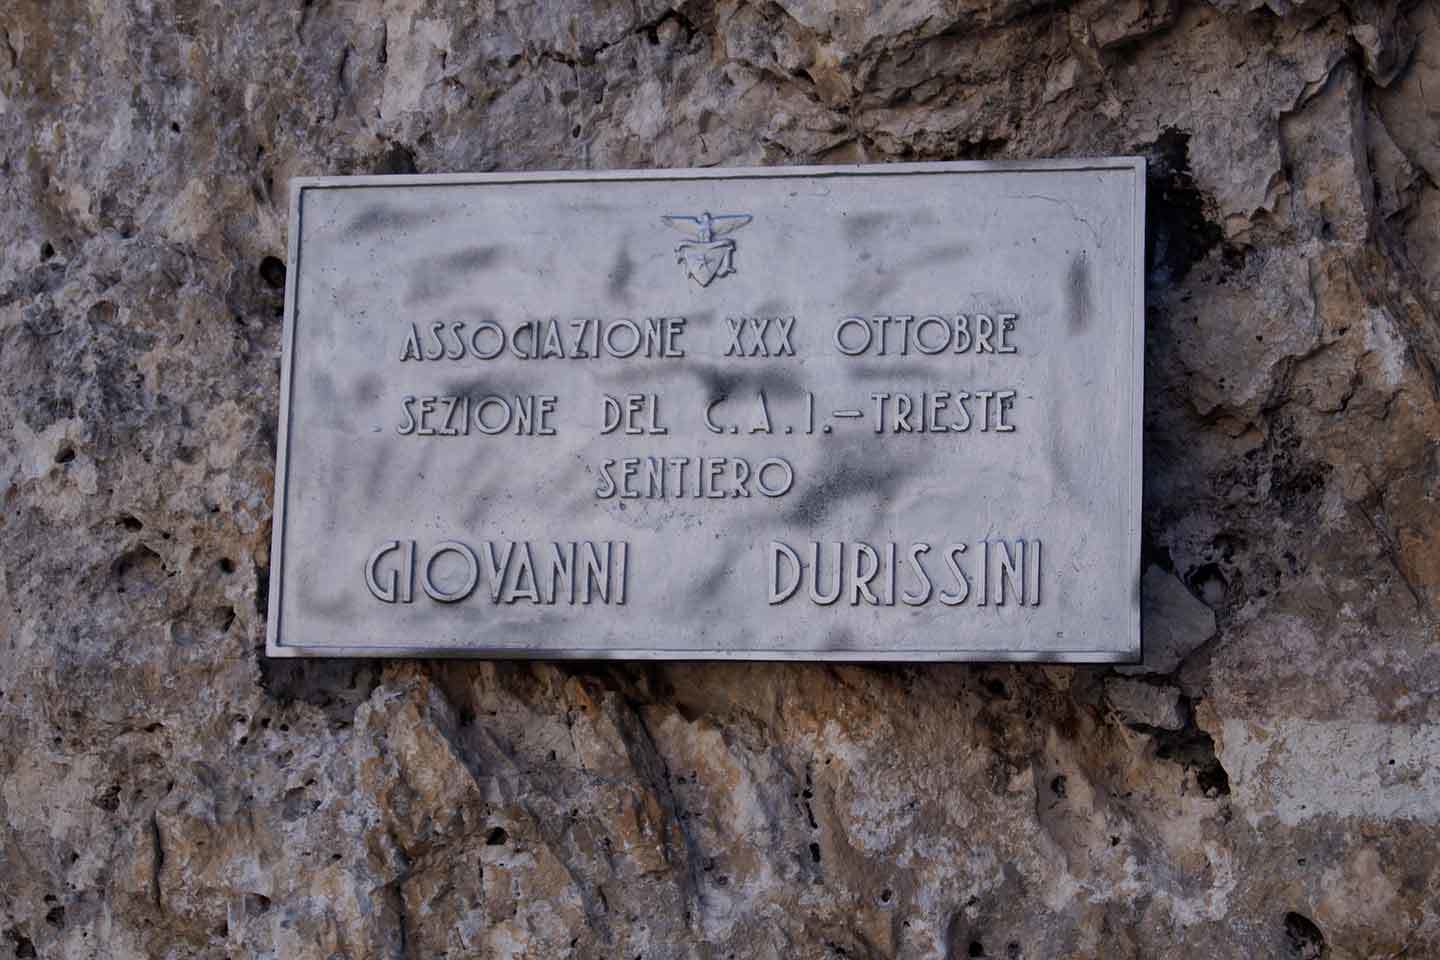 ASSOCIAZIONE XXX OTTOBRE
SEZIONE DEL C.A.I.-TRIESTE
SENTIERO
GIOVANNI DURISSINI